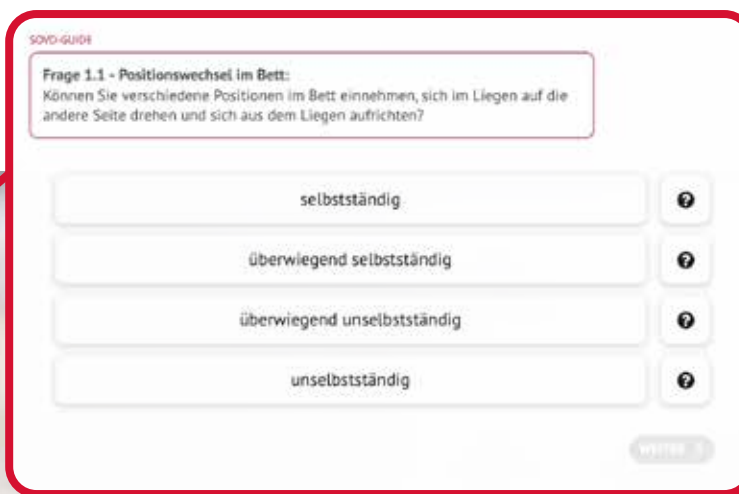 SOVD-GUIDE
Frage 1.1 - Positionswechsel im Bett:
Können Sie verschiedene Positionen im Bett einnehmen, sich im Liegen auf die
andere Seite drehen und sich aus dem Liegen aufrichten?
selbstständig
überwiegend selbstständig
überwiegend unselbstständig
unselbstständig
WEITER